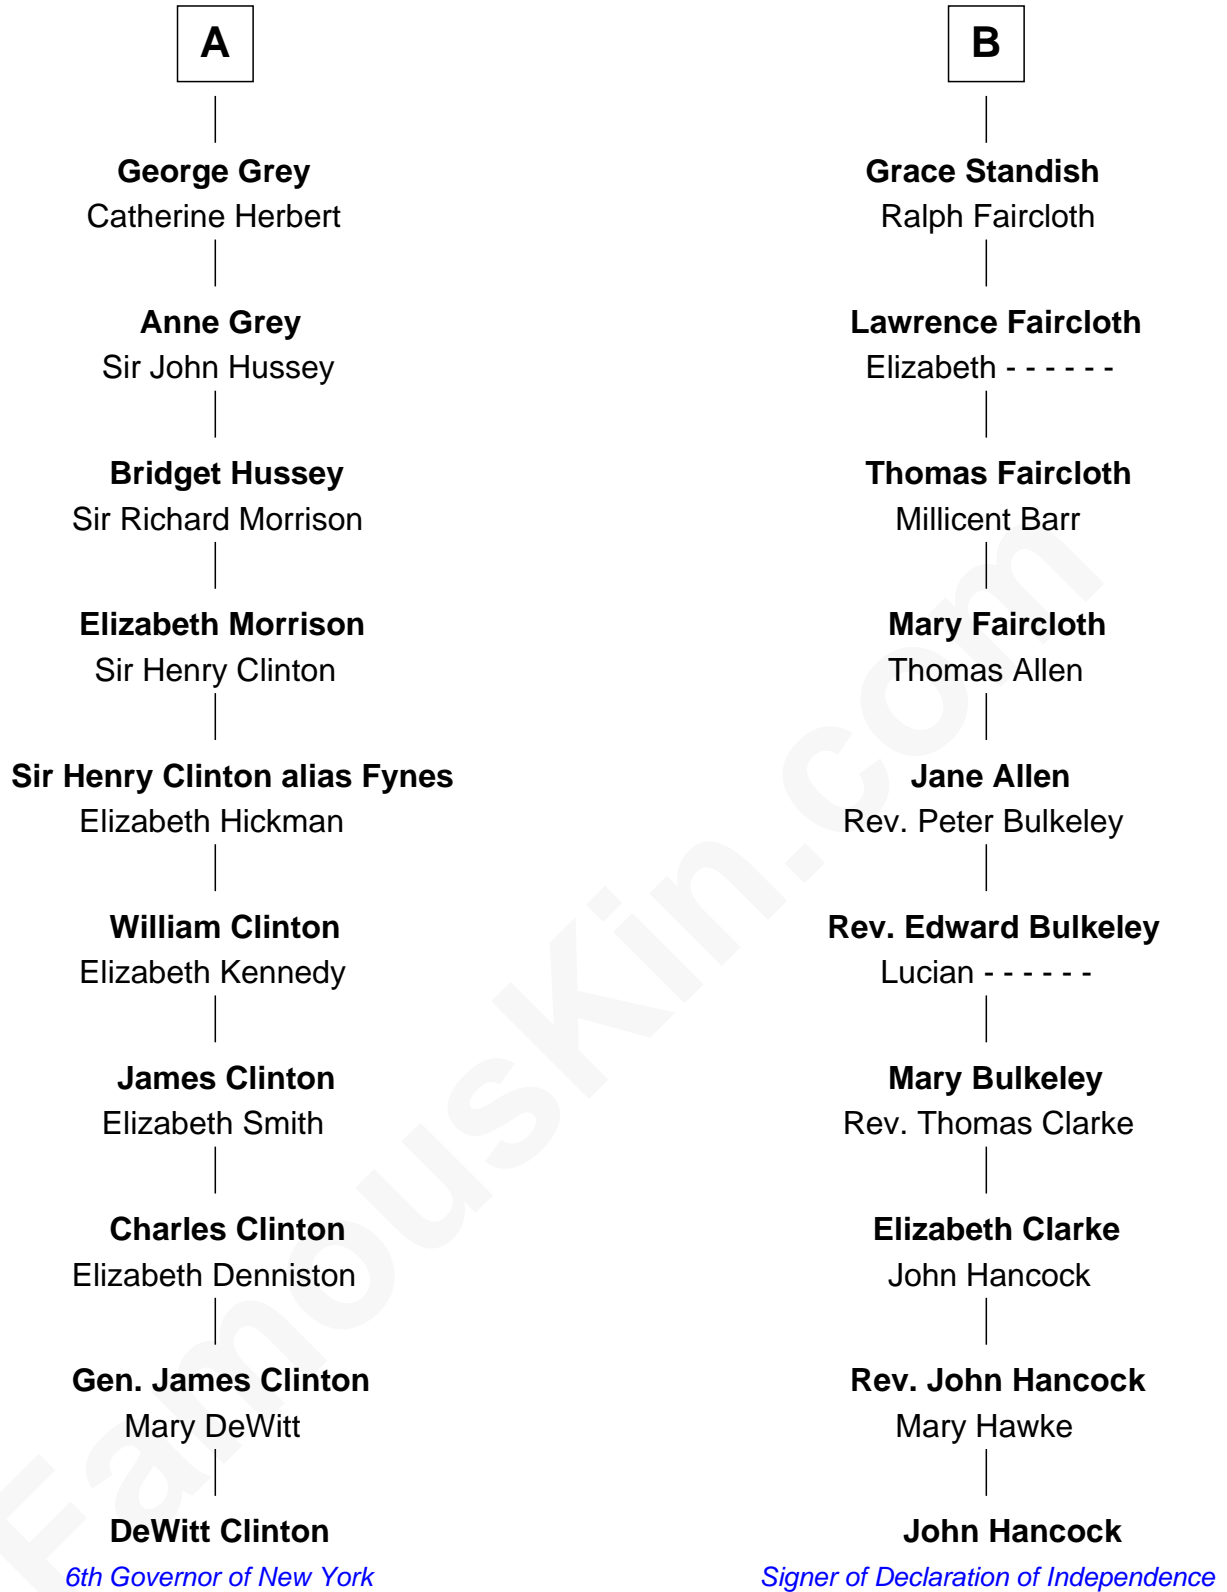 A
George Grey
Catherine Herbert
Anne Grey
Sir John Hussey
Bridget Hussey
Sir Richard Morrison
Elizabeth Morrison
Sir Henry Clinton
Sir Henry Clinton alias Fynes
Elizabeth Hickman
William Clinton
Elizabeth Kennedy
James Clinton
Elizabeth Smith
Charles Clinton
Elizabeth Denniston
Gen. James Clinton
Mary DeWitt
DeWitt Clinton
6th Governor of New York
B
Grace Standish
Ralph Faircloth
Lawrence Faircloth
Elizabeth - - - - - -
Thomas Faircloth
Millicent Barr
Mary Faircloth
Thomas Allen
Jane Allen
Rev. Peter Bulkeley
Rev. Edward Bulkeley
Lucian - - - - - -
Mary Bulkeley
Rev. Thomas Clarke
Elizabeth Clarke
John Hancock
Rev. John Hancock
Mary Hawke
John Hancock
Signer of Declaration of Independence
FamousKin.com